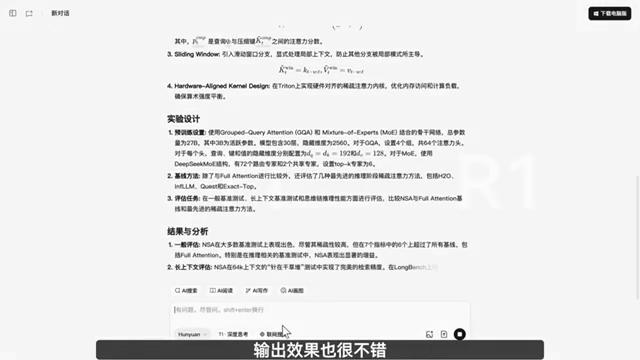 新对话
下载电脑版
其中，是查询与压缩键之间的注意力分数。
3. Sliding Window: 引入滑动窗口分支，显式处理局部上下文，防止其他分支被局部模式所主导。
4. Hardware-Aligned Kernel Design: 在Triton上实现硬件对齐的稀疏注意力内核，优化内存访问和计算负载，
确保算术强度平衡。
实验设计
1. 预训练设置: 使用Grouped-Query Attention (GQA) 和 Mixture-of-Experts (MoE) 结合的骨干网络，总参数
量为27B，其中3B为活跃参数。模型包含30层，隐藏维度为2560。对于GQA，设置4个组，共64个注意力头。
对于每个头，查询、键和值的隐藏维度分别配置为d_q = d_k = 192和d_v = 128。对于MoE，使用
DeepSeekMoE结构，有72个路由专家和2个共享专家，设置top-k专家为6。
2. 基线方法: 除了与Full Attention进行比较外，还评估了几种最先进的推理阶段稀疏注意力方法，包括H2O、
InfLLM、Quest和Exact-Top。
3. 评估任务: 在一般基准测试、长上下文基准测试和思维链推理性能方面进行评估，比较NSA与Full Attention基
线和最先进的稀疏注意力方法。
R1
结果与分析
1. 一般评估: NSA在大多数基准测试上表现出色，尽管其稀疏性较高，但在7个指标中的6个上超过了所有基线，包
括Full Attention。特别是在推理相关的基准测试中，NSA表现出显著的增益。
2. 长上下文评估: NSA在64k上下文的“针在干草堆”测试中实现了完美的检索精度，在LongBench上
AI搜索 AI阅读 AI写作 AI画图
有问题，尽管问，shift+enter换行
Hunyuan T1·深度思考 联网搜
输出效果也很不错